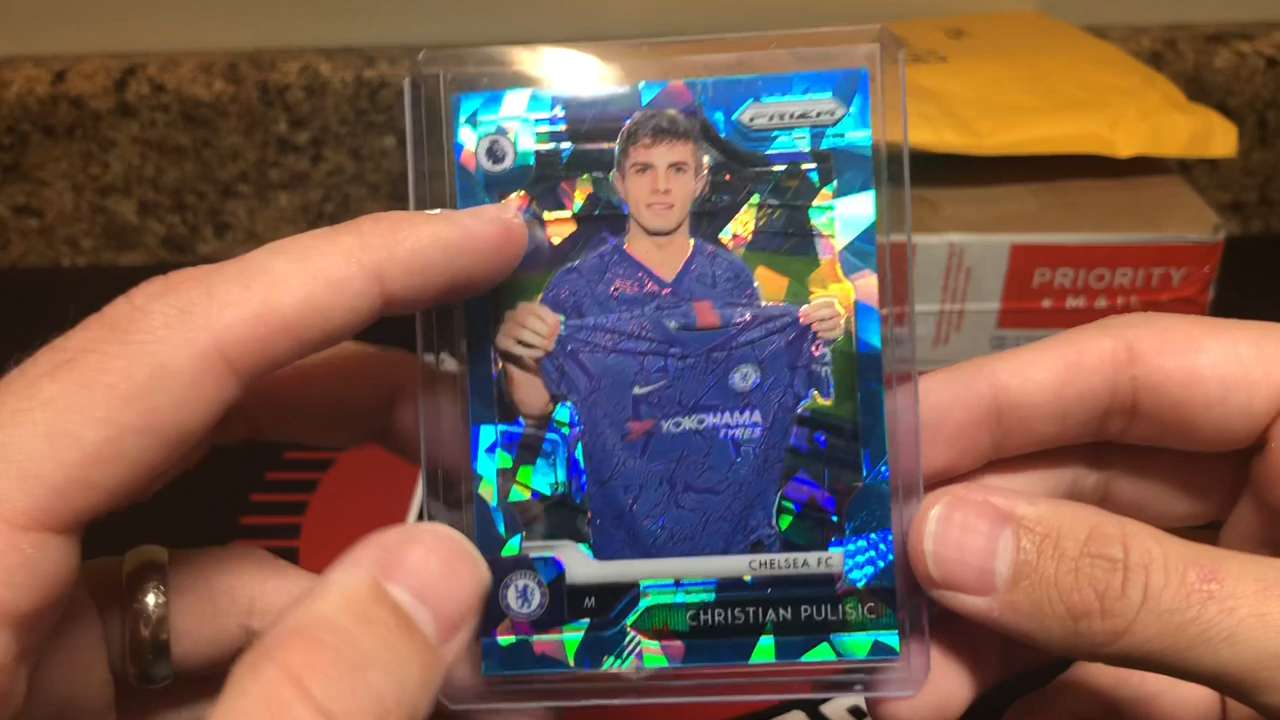 PRIZM
PRIORITY
MAIL
YOKOHAMA
TYRES
CHELSEA FC
M
CHRISTIAN PULISIC